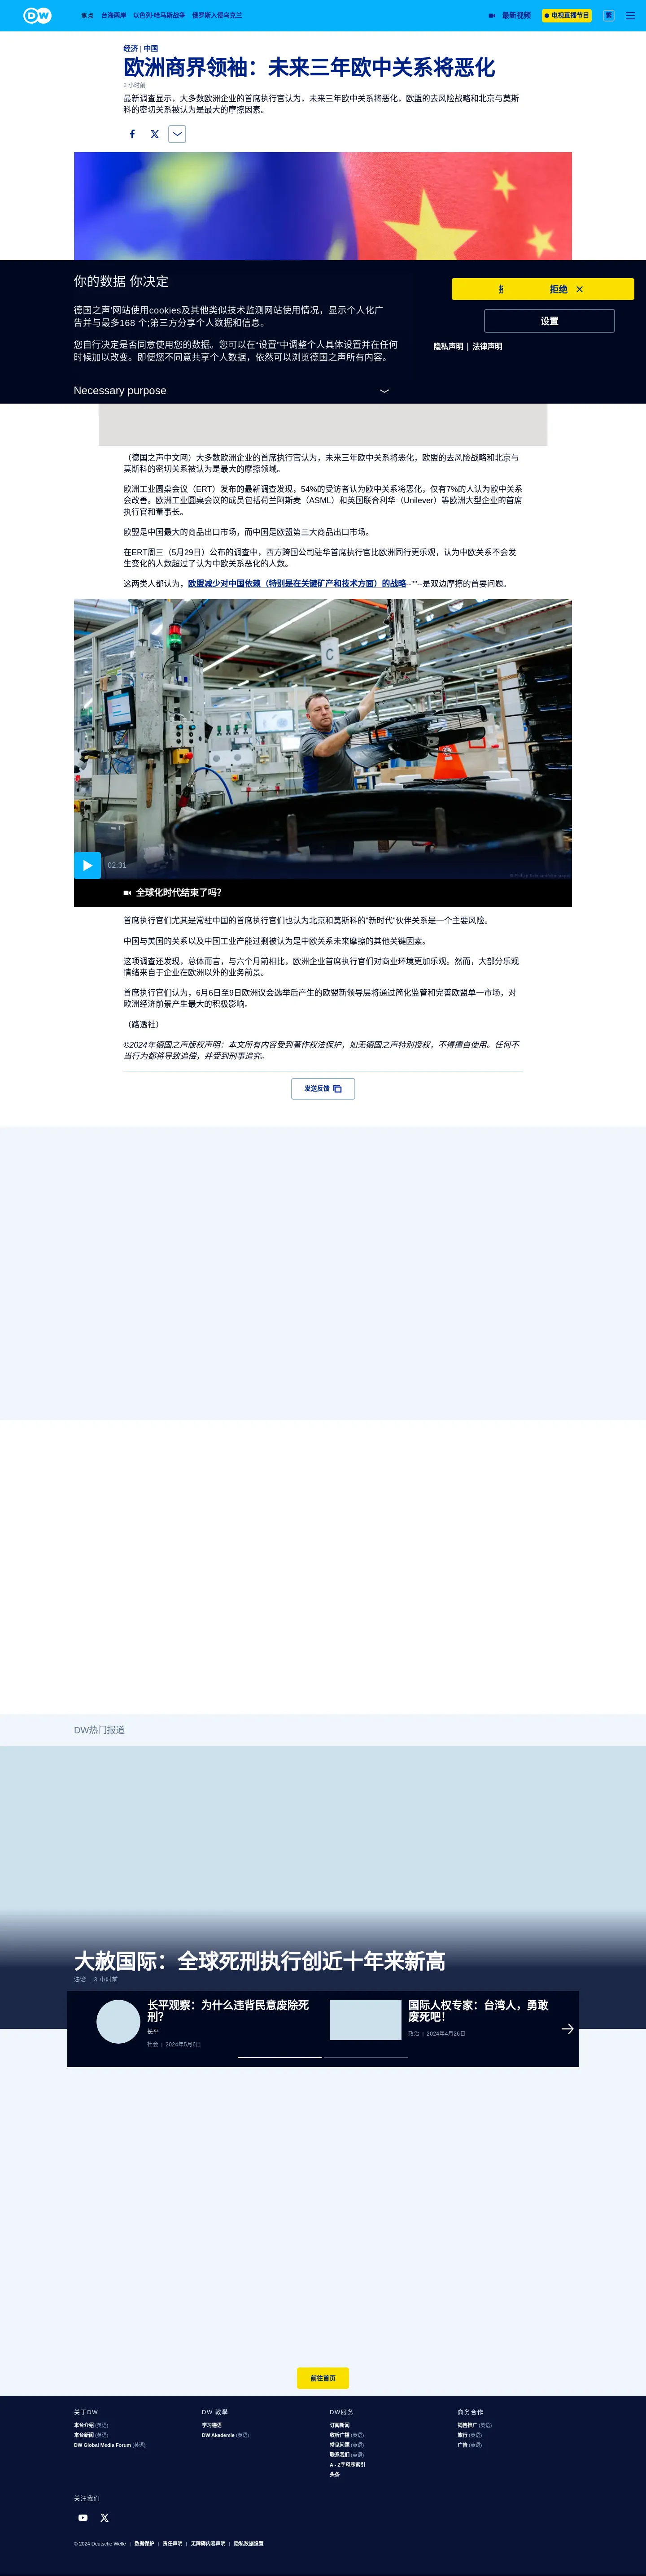 DW
焦点
台海两岸
以色列-哈马斯战争
俄罗斯入侵乌克兰
最新视频
电视直播节目
繁
经济 | 中国
欧洲商界领袖：未来三年欧中关系将恶化
2 小时前
最新调查显示，大多数欧洲企业的首席执行官认为，未来三年欧中关系将恶化，欧盟的去风险战略和北京与莫斯
科的密切关系被认为是最大的摩擦因素。
你的数据 你决定
德国之声'网站使用cookies及其他类似技术监测网站使用情况，显示个人化广
告并与最多168 个;第三方分享个人数据和信息。
您自行决定是否同意使用您的数据。您可以在“设置”中调整个人具体设置并在任何
时候加以改变。即便您不同意共享个人数据，依然可以浏览德国之声所有内容。
Necessary purpose
拒绝
设置
隐私声明 | 法律声明
（德国之声中文网）大多数欧洲企业的首席执行官认为，未来三年欧中关系将恶化，欧盟的去风险战略和北京与
莫斯科的密切关系被认为是最大的摩擦领域。
欧洲工业圆桌会议（ERT）发布的最新调查发现，54%的受访者认为欧中关系将恶化，仅有7%的人认为欧中关系
会改善。欧洲工业圆桌会议的成员包括荷兰阿斯麦（ASML）和英国联合利华（Unilever）等欧洲大型企业的首席
执行官和董事长。
欧盟是中国最大的商品出口市场，而中国是欧盟第三大商品出口市场。
在ERT周三（5月29日）公布的调查中，西方跨国公司驻华首席执行官比欧洲同行更乐观，认为中欧关系不会发
生变化的人数超过了认为中欧关系恶化的人数。
这两类人都认为，欧盟减少对中国依赖（特别是在关键矿产和技术方面）的战略--""--是双边摩擦的首要问题。
C
02:31
全球化时代结束了吗？
首席执行官们尤其是常驻中国的首席执行官们也认为北京和莫斯科的“新时代”伙伴关系是一个主要风险。
中国与美国的关系以及中国工业产能过剩被认为是中欧关系未来摩擦的其他关键因素。
这项调查还发现，总体而言，与六个月前相比，欧洲企业首席执行官们对商业环境更加乐观。然而，大部分乐观
情绪来自于企业在欧洲以外的业务前景。
首席执行官们认为，6月6日至9日欧洲议会选举后产生的欧盟新领导层将通过简化监管和完善欧盟单一市场，对
欧洲经济前景产生最大的积极影响。
（路透社）
©2024年德国之声版权声明：本文所有内容受到著作权法保护，如无德国之声特别授权，不得擅自使用。任何不
当行为都将导致追偿，并受到刑事追究。
发送反馈
DW热门报道
大赦国际：全球死刑执行创近十年来新高
法治 | 3 小时前
长平观察：为什么违背民意废除死
刑？
长平
社会 | 2024年5月6日
国际人权专家：台湾人，勇敢
废死吧！
政治 | 2024年4月26日
前往首页
关于DW
本台介绍 (英语)
本台新闻 (英语)
DW Global Media Forum (英语)
DW 教学
学习德语
DW Akademie (英语)
DW服务
订阅新闻
收听广播 (英语)
常见问题 (英语)
联系我们 (英语)
A - Z字母序索引
头条
商务合作
销售推广 (英语)
旅行 (英语)
广告 (英语)
关注我们
© 2024 Deutsche Welle | 数据保护 | 责任声明 | 无障碍内容声明 | 隐私数据设置